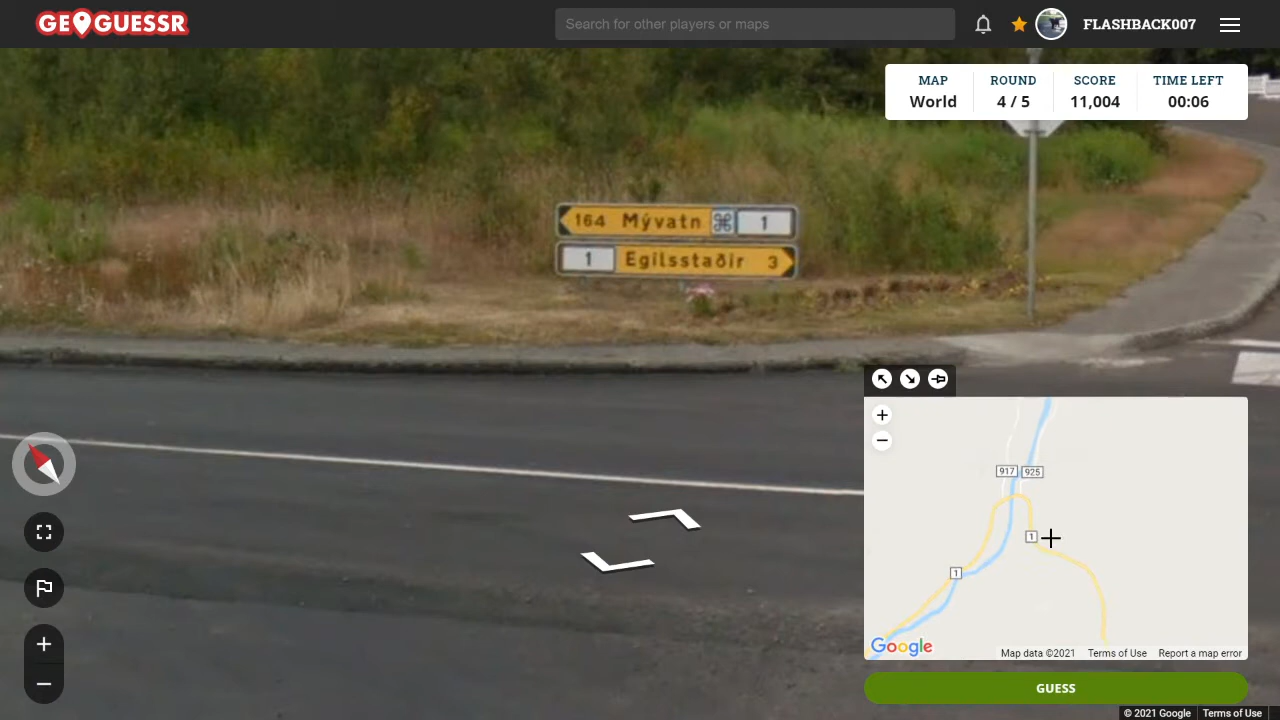 GEOGUESSR
Search for other players or maps
FLASHBACK007
MAP ROUND SCORE TIME LEFT
World 4 / 5 11,004 00:06
164 Mývatn ⌘ 1
1 Egilsstaðir 3
917 925
1
1
Google
Map data ©2021 Terms of Use Report a map error
GUESS
© 2021 Google Terms of Use